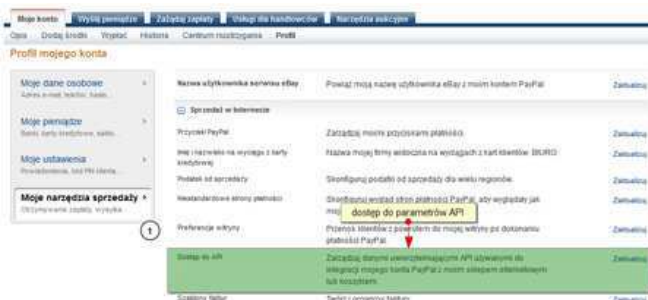 Moje konto Wyślij pieniądze Zażądaj zapłaty Usługi dla handlowców Narzędzia aukcyjne
Opis Dodaj środki Wypłać Historia Centrum rozstrzygania Profil
Profil mojego konta
Moje dane osobowe
Adres e-mail, telefon, hasło...
Moje pieniądze
Banki, karty kredytowe, saldo...
Moje ustawienia
Powiadomienia,
Moje narzędzia sprzedaży
Otrzymywanie zapłaty, wysyłka...
1
Nazwa użytkownika serwisu eBay Powiąż moją nazwę użytkownika eBay z moim kontem PayPal Zaktualizuj
Sprzedaż w Internecie
Przyciski PayPal Zarządzaj moimi przyciskami płatności. Zaktualizuj
Imię i nazwisko na wyciągu z karty kredytowej Nazwa mojej firmy widoczna na wyciągach z kart klientów: BIURO Zaktualizuj
Podatek od sprzedaży Skonfiguruj podatki od sprzedaży dla wielu regionów. Zaktualizuj
Niestandardowe strony płatności Skonfiguruj wygląd stron płatności PayPal, aby wyglądały jak Zaktualizuj
dostęp do parametrów API
Preferencje witryny Przenoś klientów z powrotem do mojej witryny po dokonaniu płatności PayPal. Zaktualizuj
Dostęp do API Zarządzaj danymi uwierzytelniającymi API używanymi do integracji mojego konta PayPal z moim sklepem internetowym lub koszykiem. Zaktualizuj
Szablony faktur Twórz i organizuj faktury. Zaktualizuj